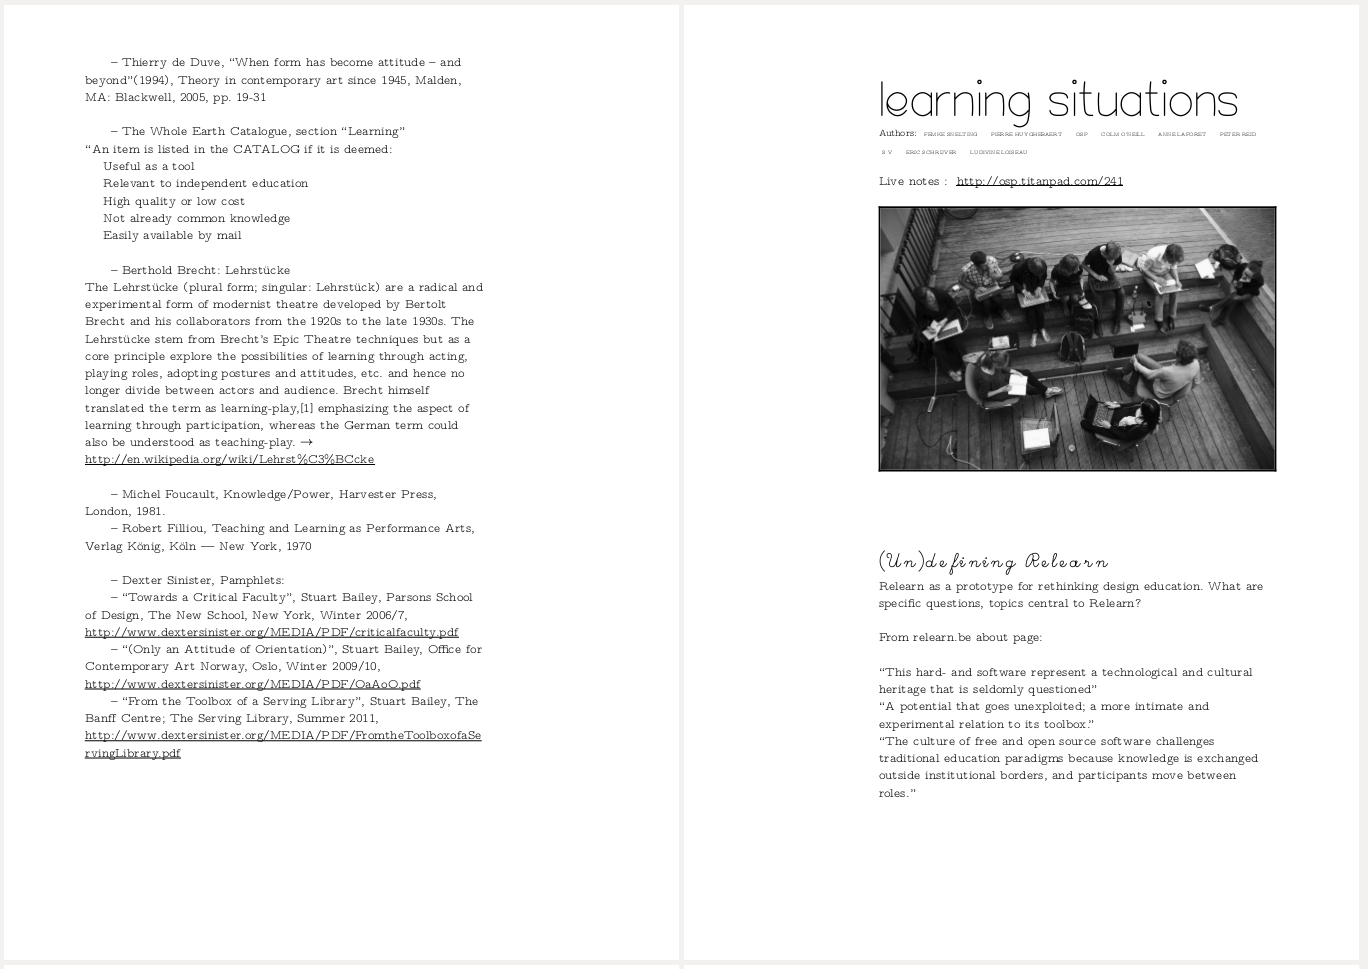 – Thierry de Duve, “When form has become attitude – and
beyond”(1994), Theory in contemporary art since 1945, Malden,
MA: Blackwell, 2005, pp. 19-31
– The Whole Earth Catalogue, section “Learning”
“An item is listed in the CATALOG if it is deemed:
Useful as a tool
Relevant to independent education
High quality or low cost
Not already common knowledge
Easily available by mail
– Berthold Brecht: Lehrstücke
The Lehrstücke (plural form; singular: Lehrstück) are a radical and
experimental form of modernist theatre developed by Bertolt
Brecht and his collaborators from the 1920s to the late 1930s. The
Lehrstücke stem from Brecht's Epic Theatre techniques but as a
core principle explore the possibilities of learning through acting,
playing roles, adopting postures and attitudes, etc. and hence no
longer divide between actors and audience. Brecht himself
translated the term as learning-play,[1] emphasizing the aspect of
learning through participation, whereas the German term could
also be understood as teaching-play. →
http://en.wikipedia.org/wiki/Lehrst%C3%BCcke
– Michel Foucault, Knowledge/Power, Harvester Press,
London, 1981.
– Robert Filliou, Teaching and Learning as Performance Arts,
Verlag König, Köln — New York, 1970
– Dexter Sinister, Pamphlets:
– “Towards a Critical Faculty”, Stuart Bailey, Parsons School
of Design, The New School, New York, Winter 2006/7,
http://www.dextersinister.org/MEDIA/PDF/criticalfaculty.pdf
– “(Only an Attitude of Orientation)”, Stuart Bailey, Office for
Contemporary Art Norway, Oslo, Winter 2009/10,
http://www.dextersinister.org/MEDIA/PDF/OaAoO.pdf
– “From the Toolbox of a Serving Library”, Stuart Bailey, The
Banff Centre; The Serving Library, Summer 2011,
http://www.dextersinister.org/MEDIA/PDF/FromtheToolboxofaSe
rvingLibrary.pdf
learning situations
Authors: FEMKE SNELTING PIERRE HUYGHEBAERT OSP COLM O'NEILL ANNE LAFORET PETER REID
S V ERIC SCHRIJVER LUDIVINE LOISEAU
Live notes : http://osp.titanpad.com/241
(Un)defining Relearn
Relearn as a prototype for rethinking design education. What are
specific questions, topics central to Relearn?
From relearn.be about page:
“This hard- and software represent a technological and cultural
heritage that is seldomly questioned”
“A potential that goes unexploited; a more intimate and
experimental relation to its toolbox.”
“The culture of free and open source software challenges
traditional education paradigms because knowledge is exchanged
outside institutional borders, and participants move between
roles.”